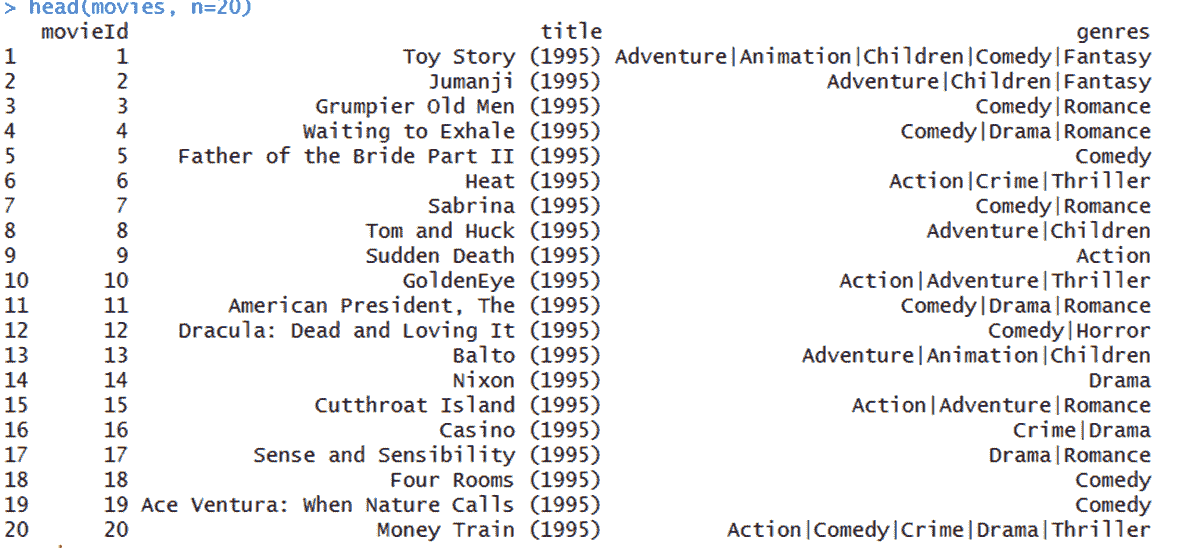 > head(movies, n=20)
movieId title genres
1 1 Toy Story (1995) Adventure|Animation|Children|Comedy|Fantasy
2 2 Jumanji (1995) Adventure|Children|Fantasy
3 3 Grumpier Old Men (1995) Comedy|Romance
4 4 Waiting to Exhale (1995) Comedy|Drama|Romance
5 5 Father of the Bride Part II (1995) Comedy
6 6 Heat (1995) Action|Crime|Thriller
7 7 Sabrina (1995) Comedy|Romance
8 8 Tom and Huck (1995) Adventure|Children
9 9 Sudden Death (1995) Action
10 10 GoldenEye (1995) Action|Adventure|Thriller
11 11 American President, The (1995) Comedy|Drama|Romance
12 12 Dracula: Dead and Loving It (1995) Comedy|Horror
13 13 Balto (1995) Adventure|Animation|Children
14 14 Nixon (1995) Drama
15 15 Cutthroat Island (1995) Action|Adventure|Romance
16 16 Casino (1995) Crime|Drama
17 17 Sense and Sensibility (1995) Drama|Romance
18 18 Four Rooms (1995) Comedy
19 19 Ace Ventura: When Nature Calls (1995) Comedy
20 20 Money Train (1995) Action|Comedy|Crime|Drama|Thriller